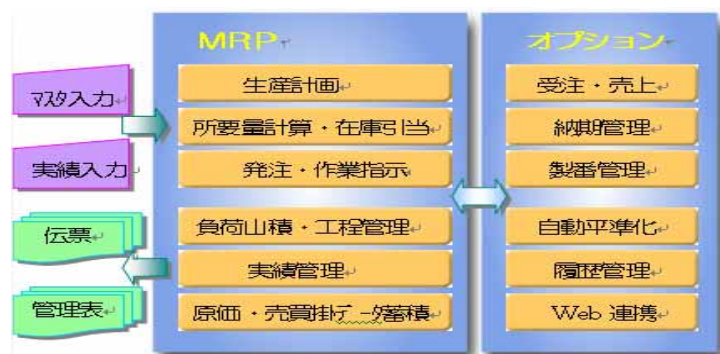 MRP
オプション
マスタ入力
実績入力
伝票
管理表
生産計画
所要量計算・在庫引当
発注・作業指示
負荷山積・工程管理
実績管理
原価・売買掛データ蓄積
受注・売上
納期管理
製番管理
自動平準化
履歴管理
Web 連携